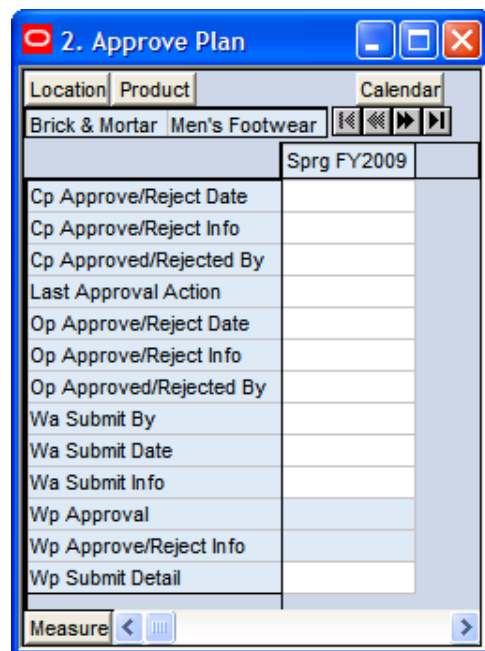 2. Approve Plan
Location Product Calendar
Brick & Mortar Men's Footwear
Sprg FY2009
Cp Approve/Reject Date
Cp Approve/Reject Info
Cp Approved/Rejected By
Last Approval Action
Op Approve/Reject Date
Op Approve/Reject Info
Op Approved/Rejected By
Wa Submit By
Wa Submit Date
Wa Submit Info
Wp Approval
Wp Approve/Reject Info
Wp Submit Detail
Measure